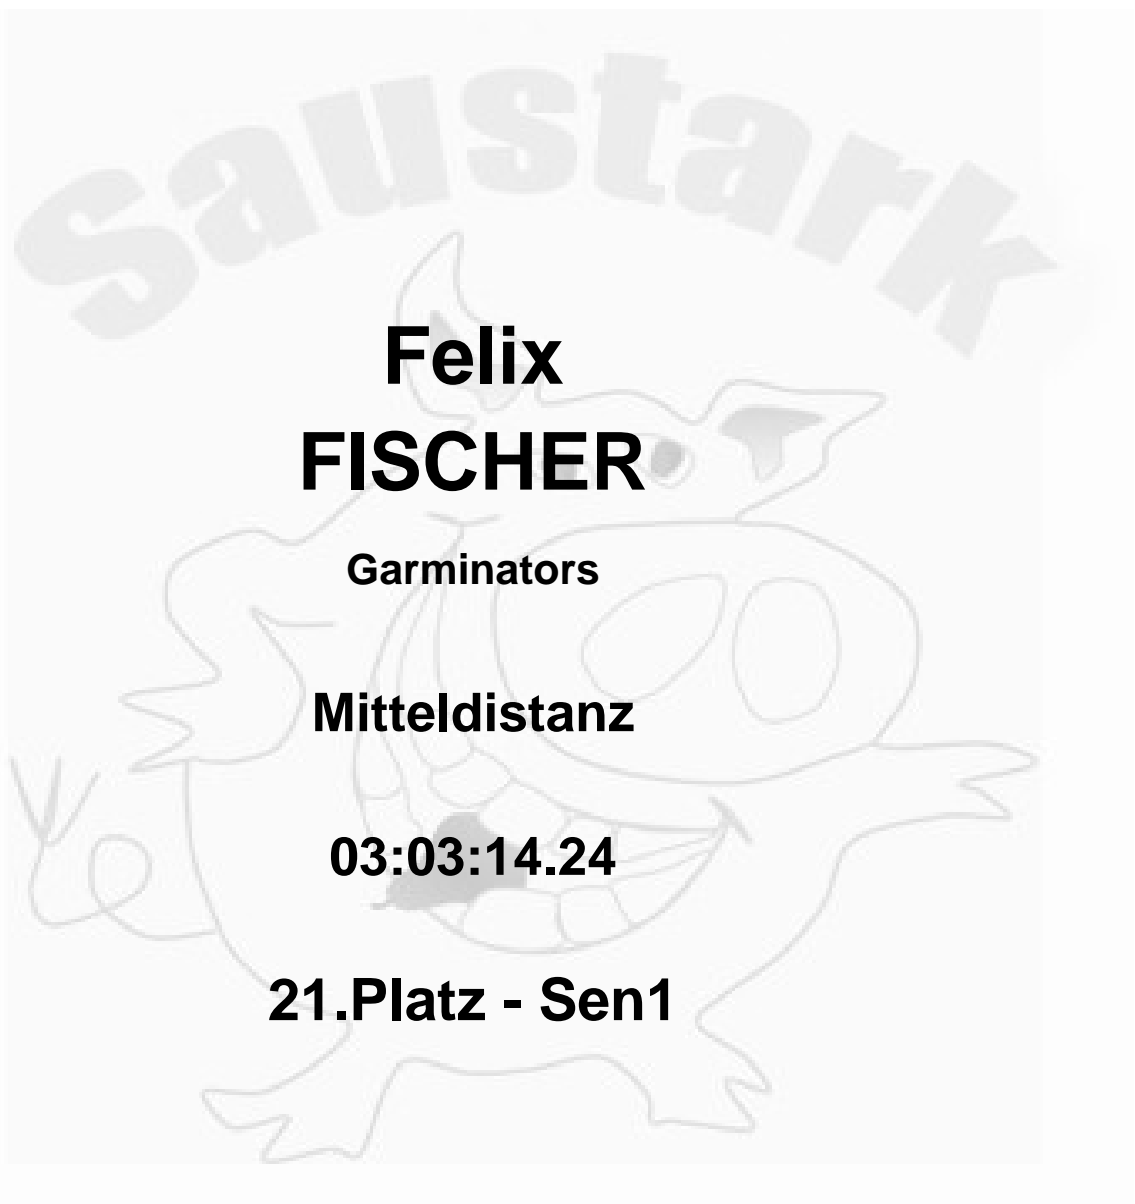 Saustark
Felix
FISCHER
Garminators
Mitteldistanz
03:03:14.24
21.Platz - Sen1